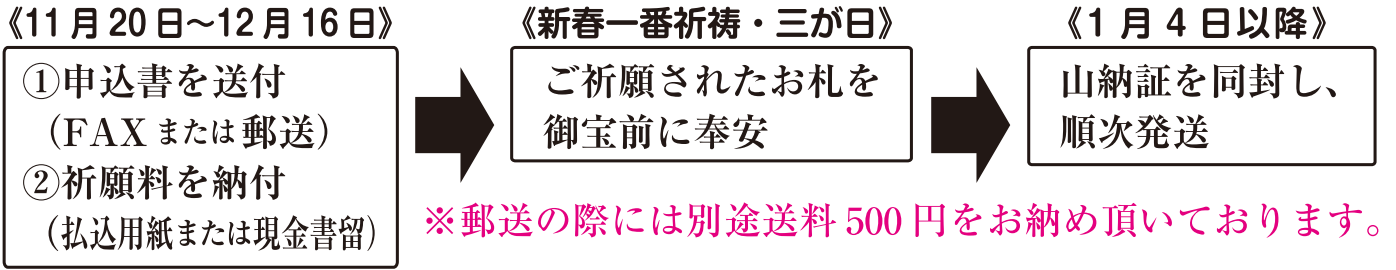 《11月20日～12月16日》
①申込書を送付
（FAXまたは郵送）
②祈願料を納付
（払込用紙または現金書留）
《新春一番祈祷・三が日》
ご祈願されたお札を
御宝前に奉安
《1月4日以降》
山納証を同封し、
順次発送
※郵送の際には別途送料500円をお納め頂いております。